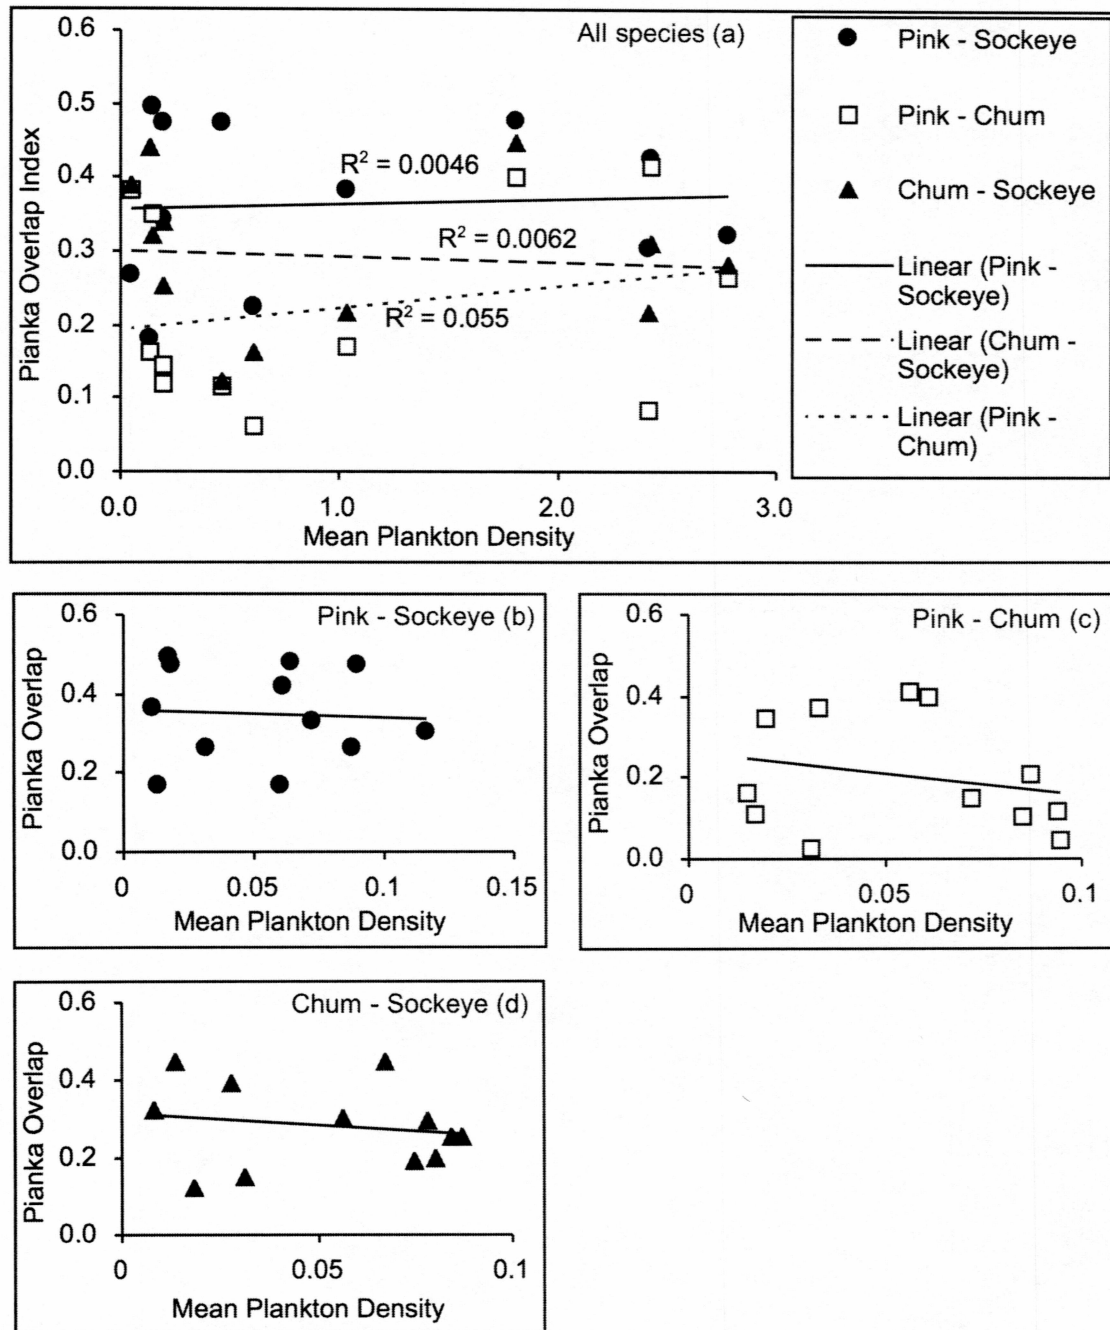 All species (a)
Pianka Overlap Index
0.6
0.5
0.4
0.3
0.2
0.1
0.0
R² = 0.0046
R² = 0.0062
R² = 0.055
0.0 1.0 2.0 3.0
Mean Plankton Density
Pink - Sockeye
Pink - Chum
Chum - Sockeye
Linear (Pink -
Sockeye)
Linear (Chum -
Sockeye)
Linear (Pink -
Chum)
Pink - Sockeye (b)
Pianka Overlap
0.6
0.4
0.2
0.0
0 0.05 0.1 0.15
Mean Plankton Density
Pink - Chum (c)
Pianka Overlap
0.6
0.4
0.2
0.0
0 0.05 0.1
Mean Plankton Density
Chum - Sockeye (d)
Pianka Overlap
0.6
0.4
0.2
0.0
0 0.05 0.1
Mean Plankton Density